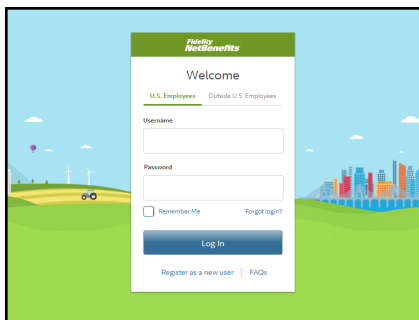 Fidelity
NetBenefits
Welcome
U.S. Employees Outside U.S. Employees
Username
Password
Remember Me Forgot login?
Log In
Register as a new user | FAQs